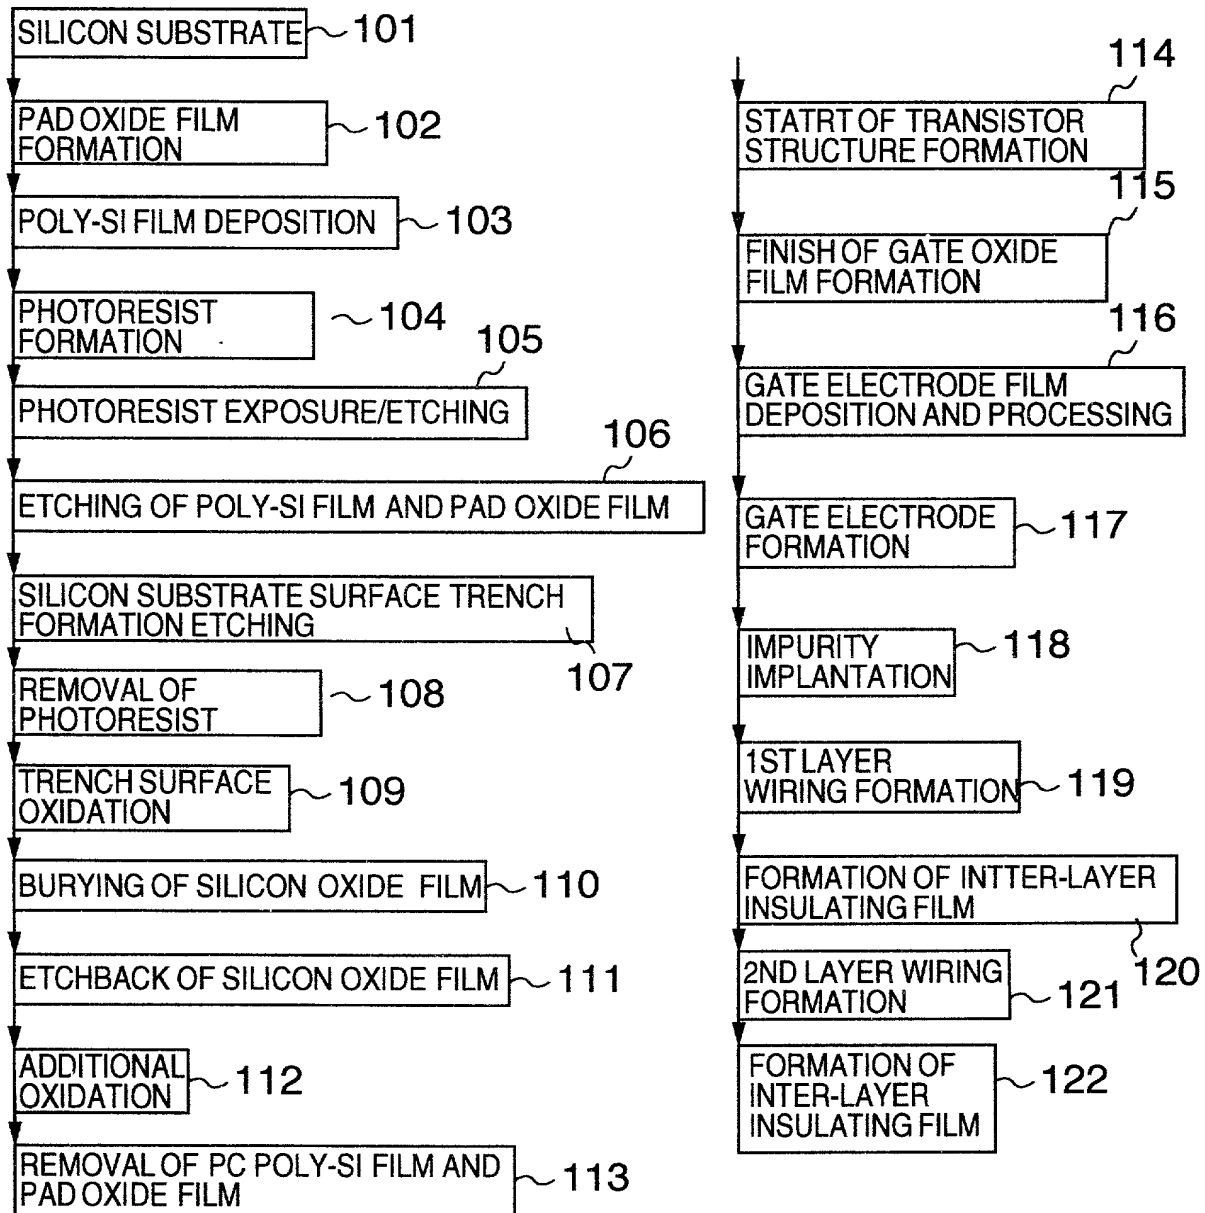 SILICON SUBSTRATE
101
PAD OXIDE FILM
FORMATION
102
POLY-SI FILM DEPOSITION
103
PHOTORESIST
FORMATION
104
105
PHOTORESIST EXPOSURE/ETCHING
106
ETCHING OF POLY-SI FILM AND PAD OXIDE FILM
SILICON SUBSTRATE SURFACE TRENCH
FORMATION ETCHING
107
REMOVAL OF
PHOTORESIST
108
TRENCH SURFACE
OXIDATION
109
BURYING OF SILICON OXIDE FILM
110
ETCHBACK OF SILICON OXIDE FILM
111
ADDITIONAL
OXIDATION
112
REMOVAL OF PC POLY-SI FILM AND
PAD OXIDE FILM
113
114
STATRT OF TRANSISTOR
STRUCTURE FORMATION
115
FINISH OF GATE OXIDE
FILM FORMATION
116
GATE ELECTRODE FILM
DEPOSITION AND PROCESSING
GATE ELECTRODE
FORMATION
117
IMPURITY
IMPLANTATION
118
1ST LAYER
WIRING FORMATION
119
FORMATION OF INTTER-LAYER
INSULATING FILM
120
2ND LAYER WIRING
FORMATION
121
FORMATION OF
INTER-LAYER
INSULATING FILM
122